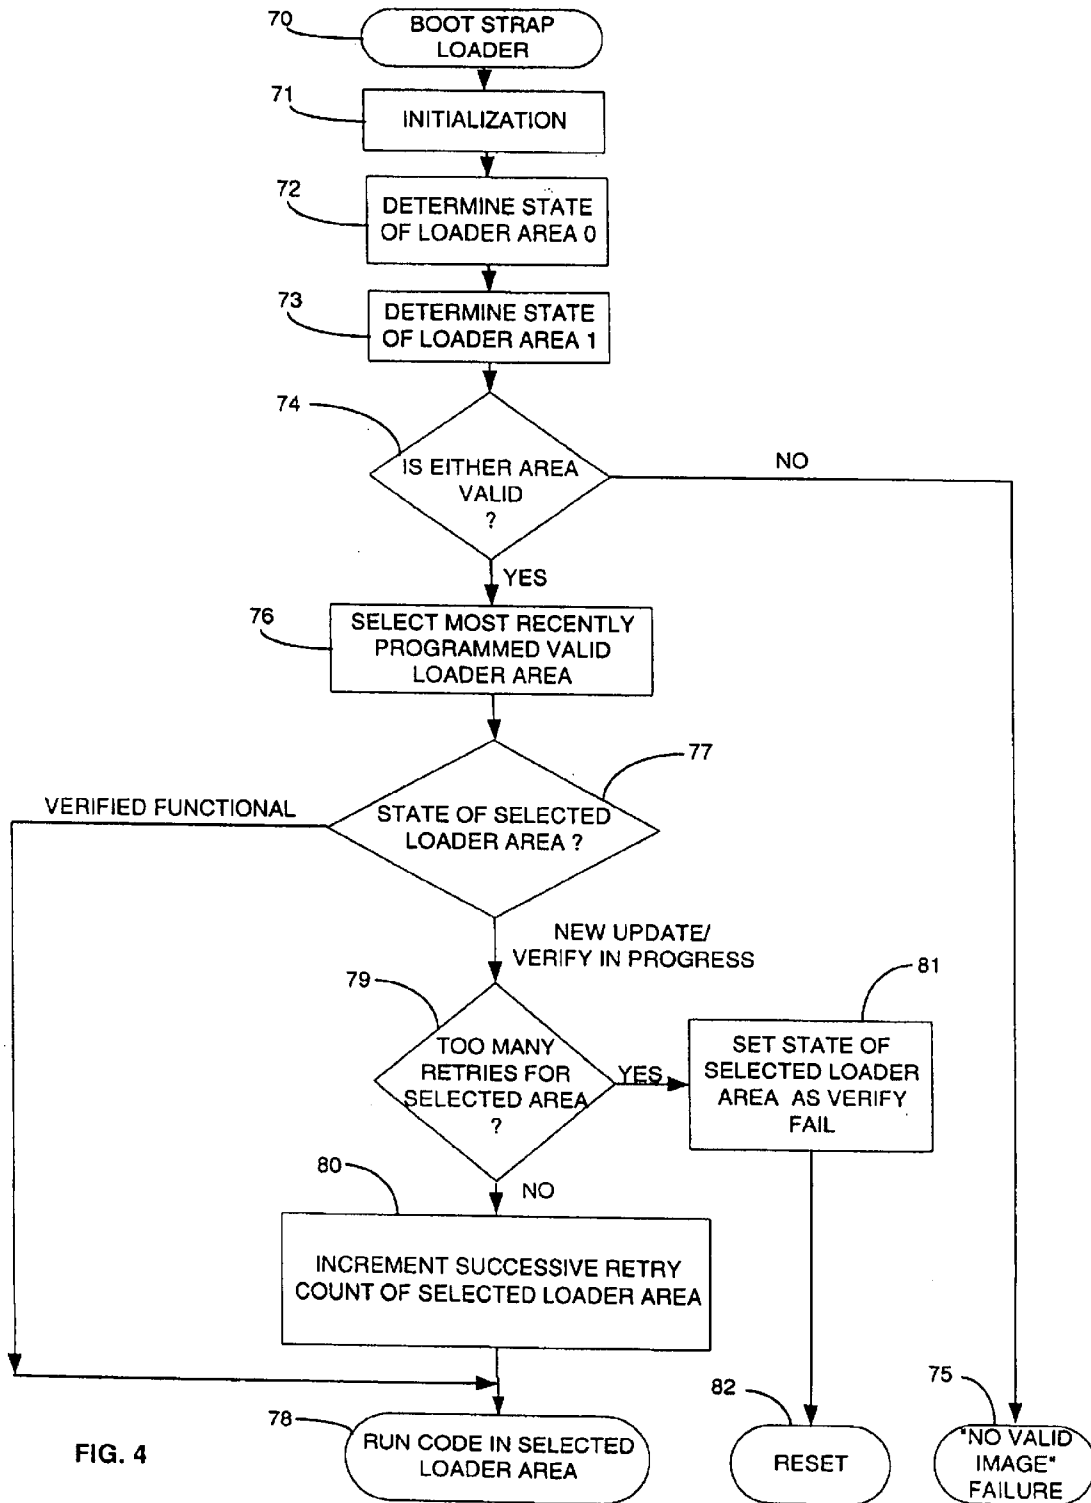 70
BOOT STRAP
LOADER
71
INITIALIZATION
72
DETERMINE STATE
OF LOADER AREA 0
73
DETERMINE STATE
OF LOADER AREA 1
74
IS EITHER AREA
VALID
?
NO
YES
76
SELECT MOST RECENTLY
PROGRAMMED VALID
LOADER AREA
77
VERIFIED FUNCTIONAL
STATE OF SELECTED
LOADER AREA ?
NEW UPDATE/
VERIFY IN PROGRESS
79
TOO MANY
RETRIES FOR
SELECTED AREA
?
YES
81
SET STATE OF
SELECTED LOADER
AREA AS VERIFY
FAIL
80
NO
INCREMENT SUCCESSIVE RETRY
COUNT OF SELECTED LOADER AREA
78
RUN CODE IN SELECTED
LOADER AREA
82
RESET
75
"NO VALID
IMAGE"
FAILURE
FIG. 4